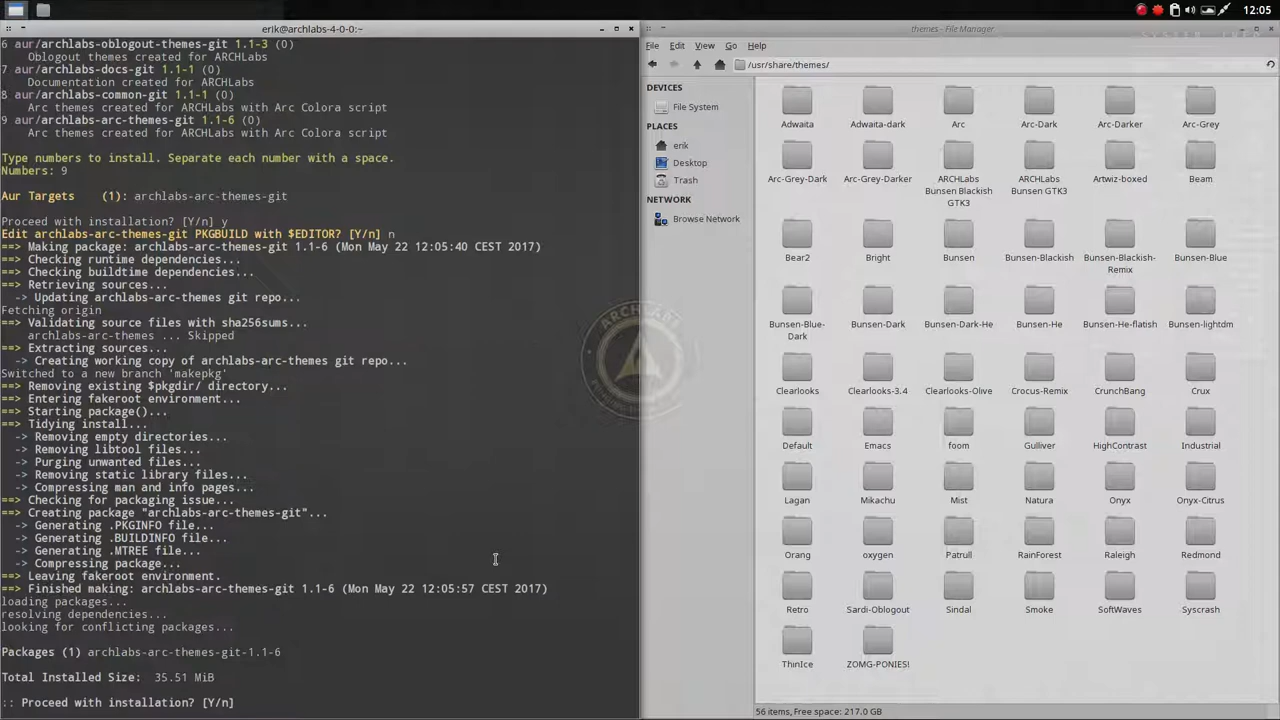 12:05
erik@archlabs-4-0-0:~
6 aur/archlabs-oblogout-themes-git 1.1-3 (0)
Oblogout themes created for ARCHLabs
7 aur/archlabs-docs-git 1.1-1 (0)
Documentation created for ARCHLabs
8 aur/archlabs-common-git 1.1-1 (0)
Arc themes created for ARCHLabs with Arc Colora script
9 aur/archlabs-arc-themes-git 1.1-6 (0)
Arc themes created for ARCHLabs with Arc Colora script
Type numbers to install. Separate each number with a space.
Numbers: 9
Aur Targets    (1): archlabs-arc-themes-git
Proceed with installation? [Y/n] y
Edit archlabs-arc-themes-git PKGBUILD with $EDITOR? [Y/n] n
==> Making package: archlabs-arc-themes-git 1.1-6 (Mon May 22 12:05:40 CEST 2017)
==> Checking runtime dependencies...
==> Checking buildtime dependencies...
==> Retrieving sources...
-> Updating archlabs-arc-themes git repo...
Fetching origin
==> Validating source files with sha256sums...
archlabs-arc-themes ... Skipped
==> Extracting sources...
-> Creating working copy of archlabs-arc-themes git repo...
Switched to a new branch 'makepkg'
==> Removing existing $pkgdir/ directory...
==> Entering fakeroot environment...
==> Starting package()...
==> Tidying install...
-> Removing empty directories...
-> Removing libtool files...
-> Purging unwanted files...
-> Removing static library files...
-> Compressing man and info pages...
==> Checking for packaging issue...
==> Creating package "archlabs-arc-themes-git"...
-> Generating .PKGINFO file...
-> Generating .BUILDINFO file...
-> Generating .MTREE file...
-> Compressing package...
==> Leaving fakeroot environment.
==> Finished making: archlabs-arc-themes-git 1.1-6 (Mon May 22 12:05:57 CEST 2017)
loading packages...
resolving dependencies...
looking for conflicting packages...
Packages (1) archlabs-arc-themes-git-1.1-6
Total Installed Size:  35.51 MiB
:: Proceed with installation? [Y/n]
themes - File Manager
SYSTEM INFO
File Edit View Go Help
/usr/share/themes/
DEVICES
File System
PLACES
erik
Desktop
Trash
NETWORK
Browse Network
Adwaita Adwaita-dark Arc Arc-Dark Arc-Darker Arc-Grey
Arc-Grey-Dark Arc-Grey-Darker ARCHLabs ARCHLabs Artwiz-boxed Beam
Bunsen Blackish Bunsen GTK3
GTK3
Bear2 Bright Bunsen Bunsen-Blackish Bunsen-Blackish- Bunsen-Blue
Remix
Bunsen-Blue- Bunsen-Dark Bunsen-Dark-He Bunsen-He Bunsen-He-flatish Bunsen-lightdm
Dark
Clearlooks Clearlooks-3.4 Clearlooks-Olive Crocus-Remix CrunchBang Crux
Default Emacs foom Gulliver HighContrast Industrial
Lagan Mikachu Mist Natura Onyx Onyx-Citrus
Orang oxygen Patrull RainForest Raleigh Redmond
Retro Sardi-Oblogout Sindal Smoke SoftWaves Syscrash
ThinIce ZOMG-PONIES!
56 items, Free space: 217.0 GB
ARCHLABS